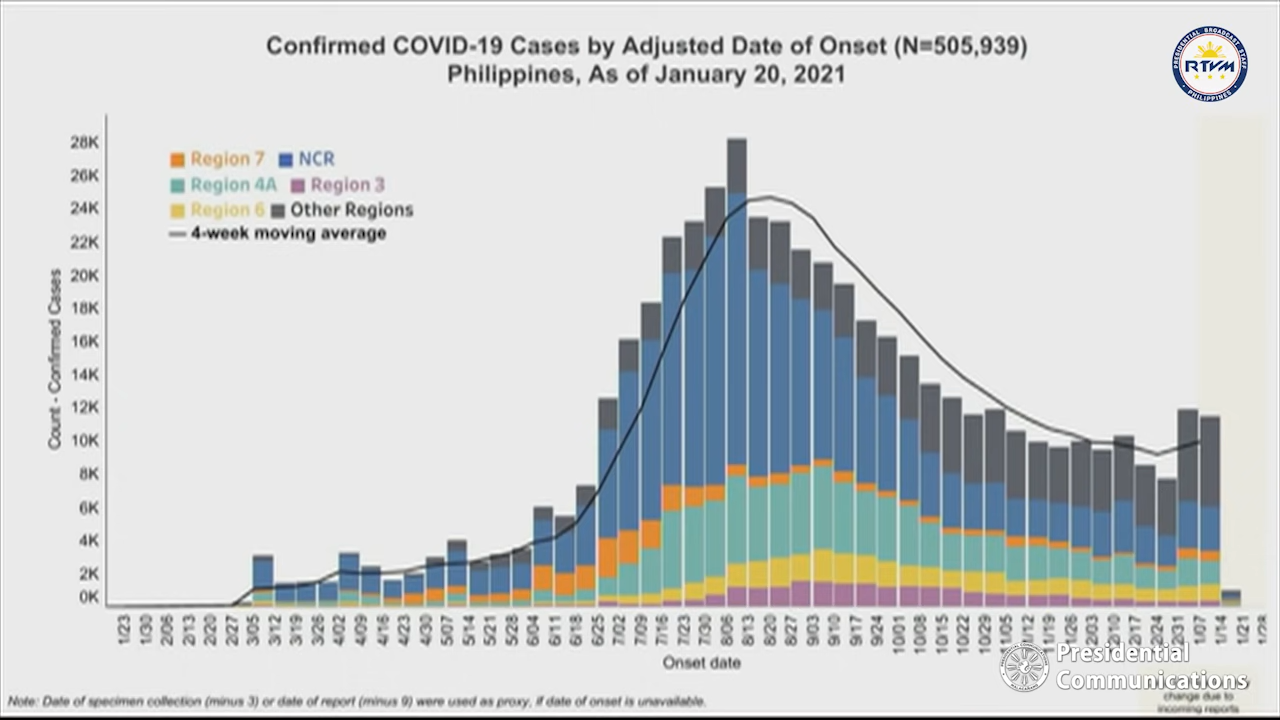 Confirmed COVID-19 Cases by Adjusted Date of Onset (N=505,939)
Philippines, As of January 20, 2021
PRESIDENTIAL BROADCAST STAFF
RTVM
PHILIPPINES
Region 7 NCR
Region 4A Region 3
Region 6 Other Regions
4-week moving average
Count - Confirmed Cases
28K
26K
24K
22K
20K
18K
16K
14K
12K
10K
8K
6K
4K
2K
0K
1/23 1/30 2/06 2/13 2/20 2/27 3/05 3/12 3/19 3/26 4/02 4/09 4/16 4/23 4/30 5/07 5/14 5/21 5/28 6/04 6/11 6/18 6/25 7/02 7/09 7/16 7/23 7/30 8/06 8/13 8/20 8/27 9/03 9/10 9/17 9/24 10/01 10/08 10/15 10/22 10/29 11/05 11/12 11/19 11/26 12/03 12/10 12/17 12/24 12/31 1/07 1/14 1/21 1/28
Onset date
Presidential
Communications
Note: Date of specimen collection (minus 3) or date of report (minus 9) were used as proxy, if date of onset is unavailable.
change due to
incoming reports